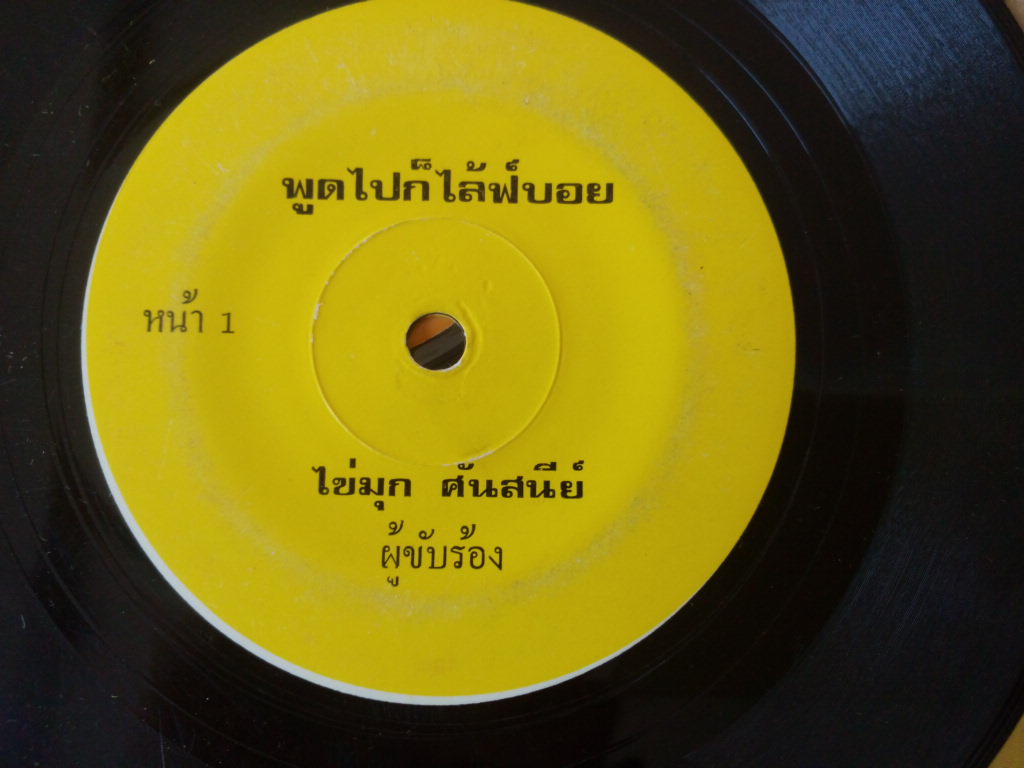 พูดไปก็ไล้ฟ์บอย
หน้า 1
ไข่มุก ศันสนีย์
ผู้ขับร้อง